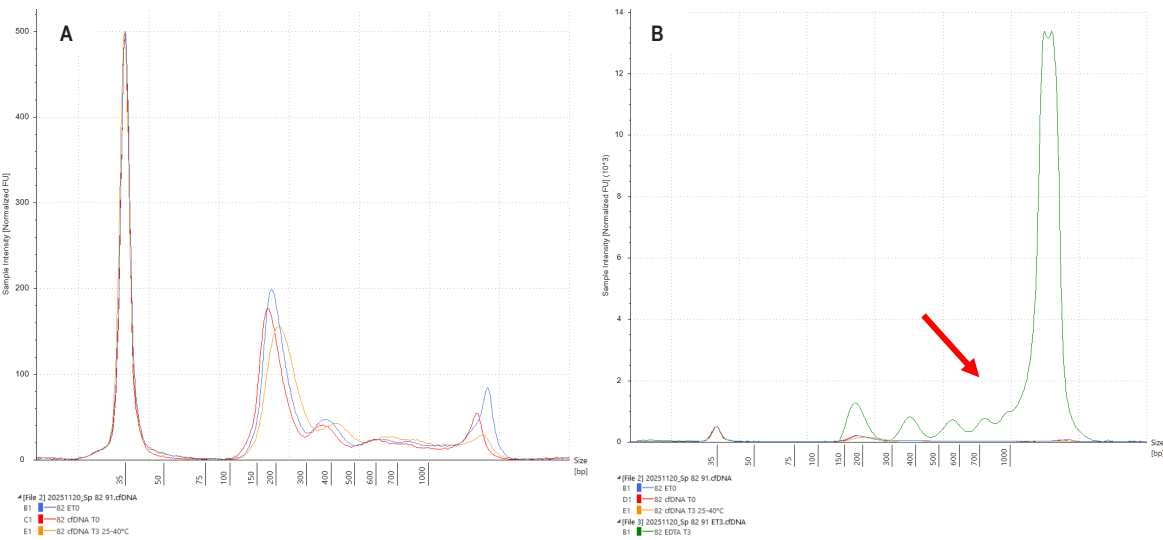 A
Sample Intensity [Normalized FU]
500
400
300
200
100
0
35
50
75
100
150
200
300
400
500
600
700
1000
Size
[bp]
[File 2] 20251120_Sp 82 91.cfDNA
B1 82 ET0
C1 82 cfDNA T0
E1 82 cfDNA T3 25-40°C
B
Sample Intensity [Normalized FU] (10^3)
14
12
10
8
6
4
2
0
35
50
75
100
150
200
300
400
500
600
700
1000
Size
[bp]
[File 2] 20251120_Sp 82 91.cfDNA
B1 82 ET0
D1 82 cfDNA T0
E1 82 cfDNA T3 25-40°C
[File 3] 20251120_Sp 82 91 ET3.cfDNA
B1 82 EDTA T3